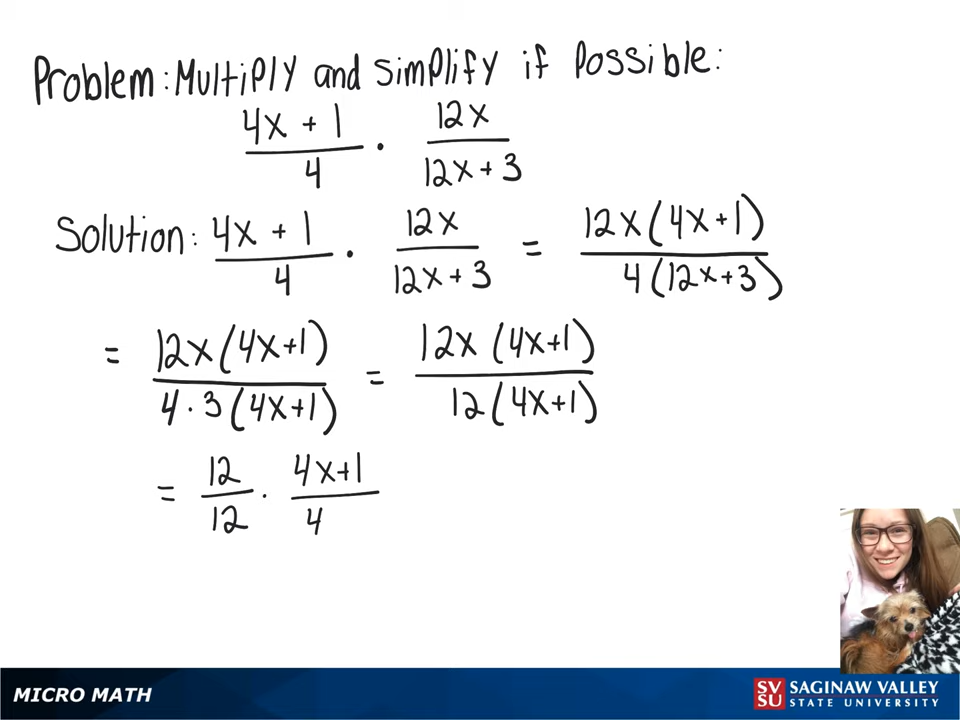 Problem: Multiply and simplify if possible:
4x + 1 / 4 · 12x / 12x + 3
Solution: 4x + 1 / 4 · 12x / 12x + 3 = 12x(4x+1) / 4(12x+3)
= 12x(4x+1) / 4·3(4x+1) = 12x(4x+1) / 12(4x+1)
= 12 / 12 · 4x+1 / 4
MICRO MATH
SVSU SAGINAW VALLEY
STATE UNIVERSITY